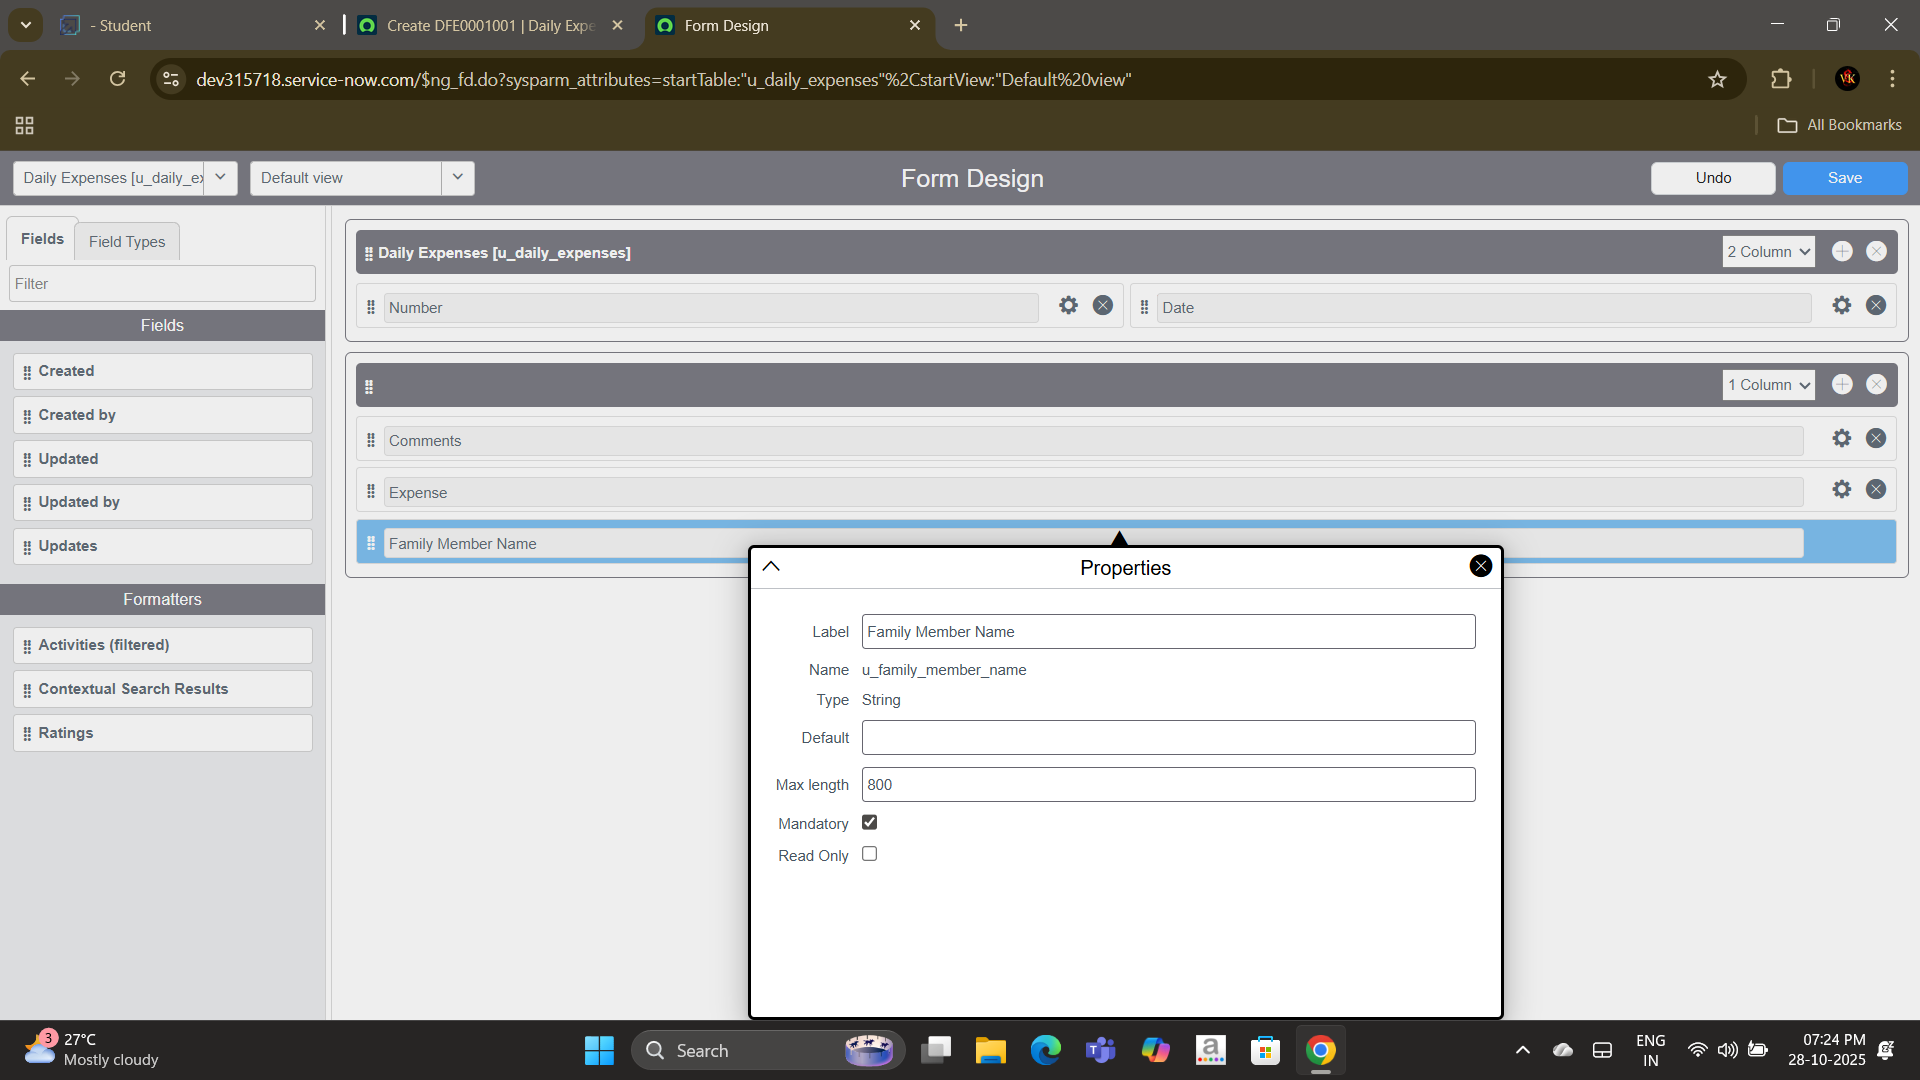 - Student
Create DFE0001001 | Daily Expe
Form Design
dev315718.service-now.com/$ng_fd.do?sysparm_attributes=startTable:"u_daily_expenses"%2CstartView:"Default%20view"
VK
All Bookmarks
Daily Expenses [u_daily_ex
Default view
Form Design
Undo
Save
Fields
Field Types
Filter
Fields
Created
Created by
Updated
Updated by
Updates
Formatters
Activities (filtered)
Contextual Search Results
Ratings
Daily Expenses [u_daily_expenses]
2 Column
Number
Date
1 Column
Comments
Expense
Family Member Name
Properties
Label
Family Member Name
Name
u_family_member_name
Type
String
Default
Max length
800
Mandatory
Read Only
3
27°C
Mostly cloudy
Search
a
ENG
IN
07:24 PM
28-10-2025